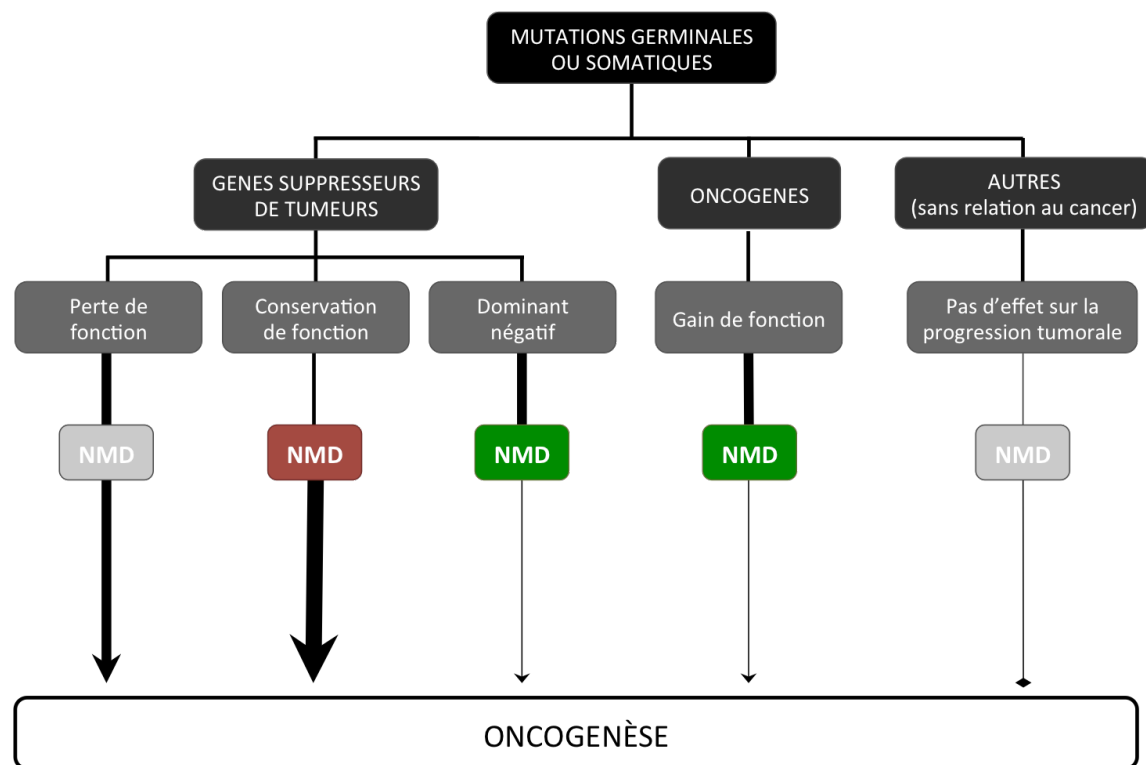 MUTATIONS GERMINALES
OU SOMATIQUES
GENES SUPPRESSEURS
DE TUMEURS
ONCOGENES
AUTRES
(sans relation au cancer)
Perte de
fonction
Conservation
de fonction
Dominant
négatif
Gain de fonction
Pas d’effet sur la
progression tumorale
NMD
NMD
NMD
NMD
NMD
ONCOGENÈSE